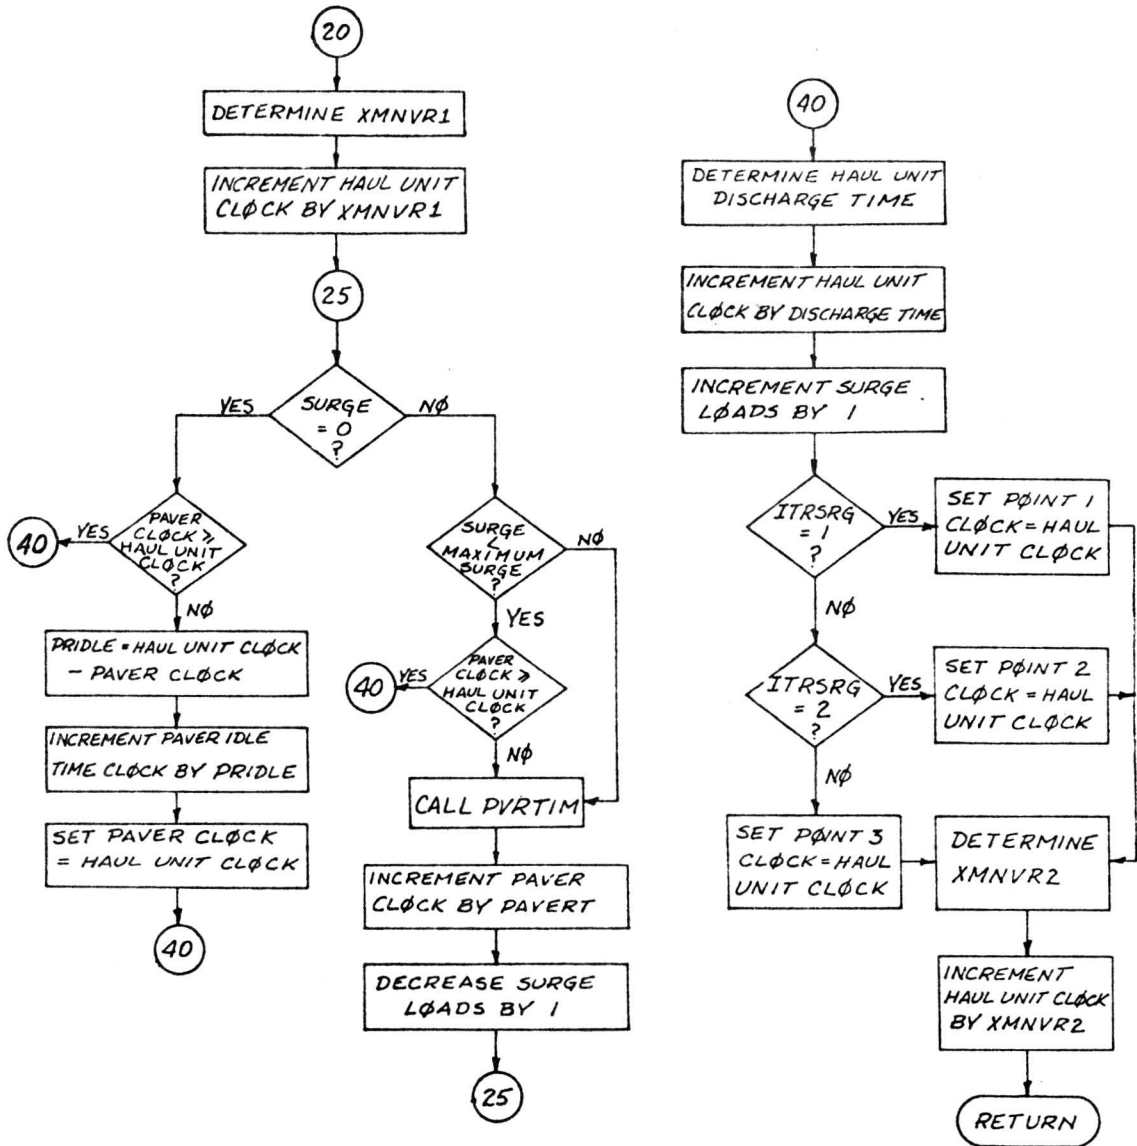 20
DETERMINE XMNVR1
INCREMENT HAUL UNIT
CLØCK BY XMNVR1
25
SURGE
= 0
?
YES
NØ
PAVER
CLØCK ≥
HAUL UNIT
CLØCK
?
YES
40
NØ
PRIDLE = HAUL UNIT CLØCK
- PAVER CLØCK
INCREMENT PAVER IDLE
TIME CLØCK BY PRIDLE
SET PAVER CLØCK
= HAUL UNIT CLØCK
40
SURGE
<
MAXIMUM
SURGE
?
NØ
YES
PAVER
CLØCK ≥
HAUL UNIT
CLØCK
?
YES
40
NØ
CALL PVRTIM
INCREMENT PAVER
CLØCK BY PAVERT
DECREASE SURGE
LØADS BY 1
25
40
DETERMINE HAUL UNIT
DISCHARGE TIME
INCREMENT HAUL UNIT
CLØCK BY DISCHARGE TIME
INCREMENT SURGE
LØADS BY 1
ITRSRG
= 1
?
YES
SET PØINT 1
CLØCK = HAUL
UNIT CLØCK
NØ
ITRSRG
= 2
?
YES
SET PØINT 2
CLØCK = HAUL
UNIT CLØCK
NØ
SET PØINT 3
CLØCK = HAUL
UNIT CLØCK
DETERMINE
XMNVR2
INCREMENT
HAUL UNIT CLØCK
BY XMNVR2
RETURN